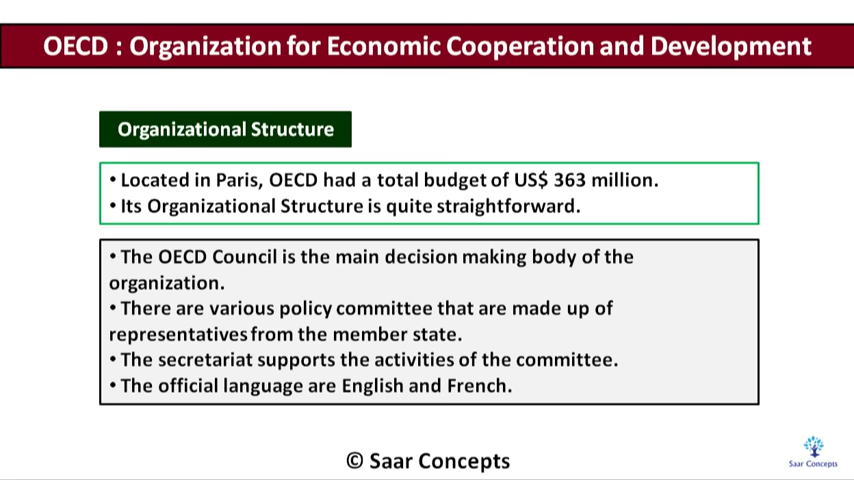 OECD : Organization for Economic Cooperation and Development
Organizational Structure
• Located in Paris, OECD had a total budget of US$ 363 million.
• Its Organizational Structure is quite straightforward.
• The OECD Council is the main decision making body of the
organization.
• There are various policy committee that are made up of
representatives from the member state.
• The secretariat supports the activities of the committee.
• The official language are English and French.
© Saar Concepts
Saar Concepts